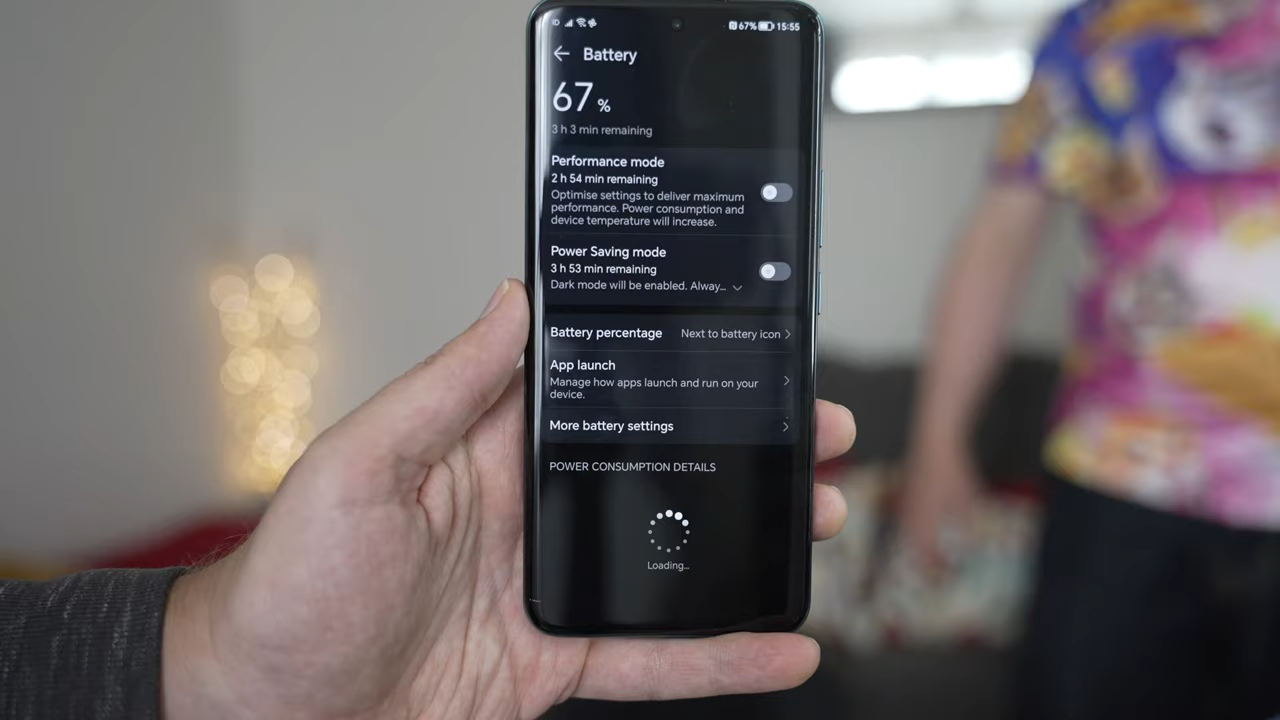 67% 15:55
Battery
67 %
3 h 3 min remaining
Performance mode
2 h 54 min remaining
Optimise settings to deliver maximum
performance. Power consumption and
device temperature will increase.
Power Saving mode
3 h 53 min remaining
Dark mode will be enabled. Alway...
Battery percentage Next to battery icon
App launch
Manage how apps launch and run on your
device.
More battery settings
POWER CONSUMPTION DETAILS
Loading...